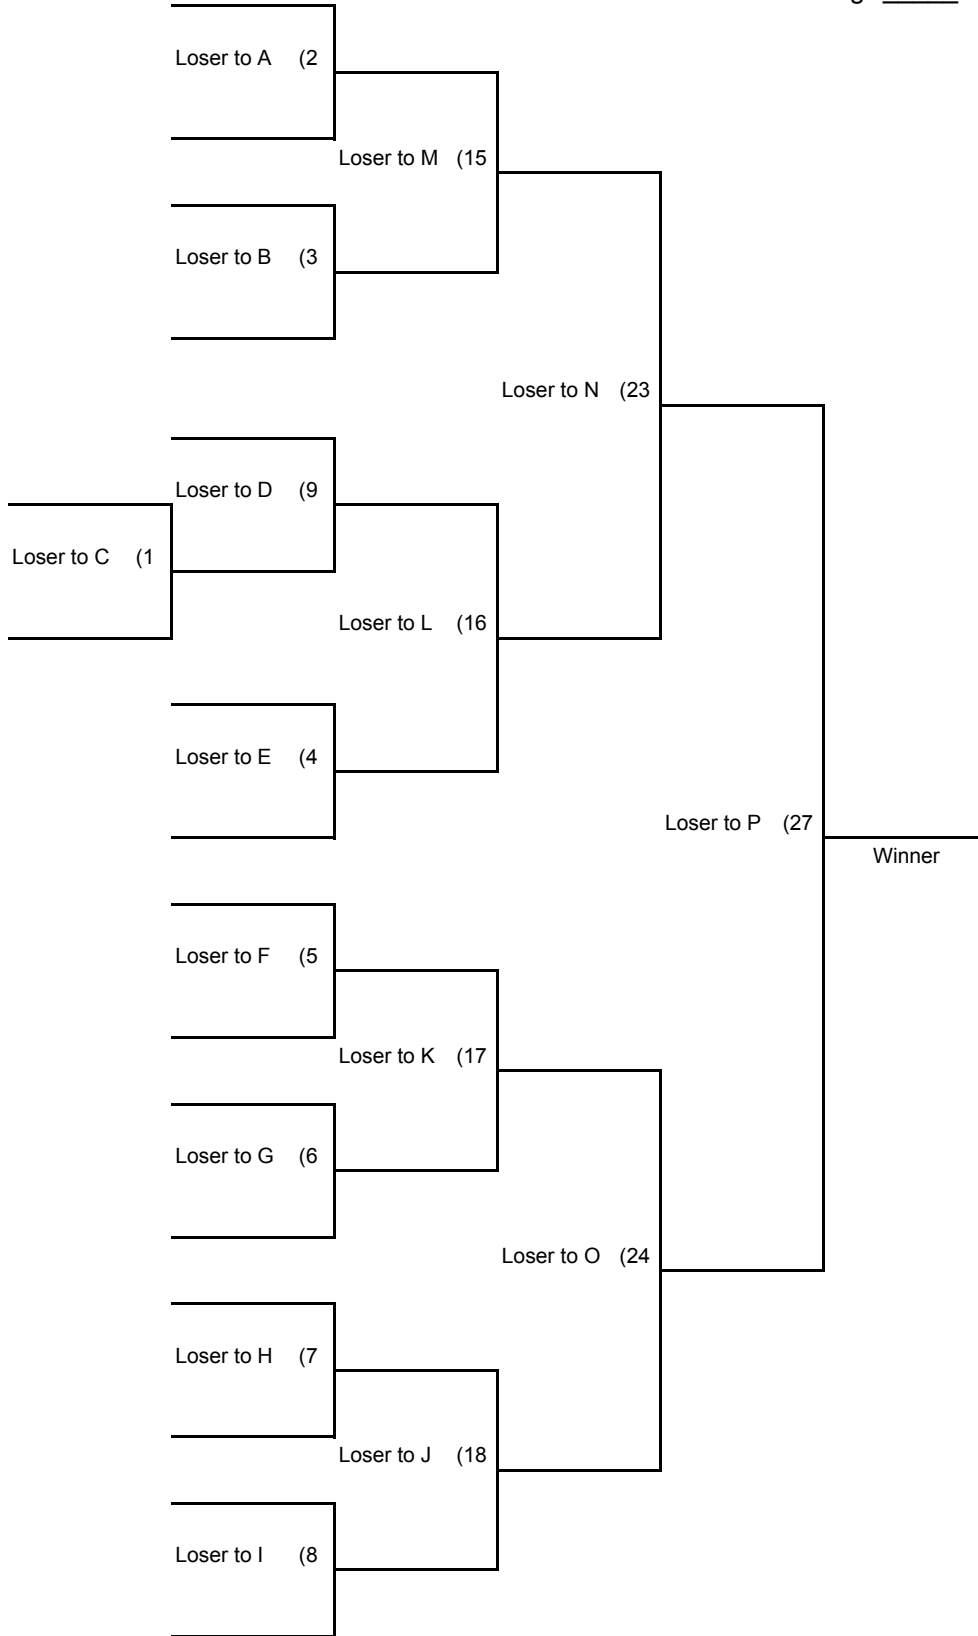 Loser to A (2
Loser to M (15
Loser to B (3
Loser to N (23
Loser to D (9
Loser to C (1
Loser to L (16
Loser to E (4
Loser to P (27
Winner
Loser to F (5
Loser to K (17
Loser to G (6
Loser to O (24
Loser to H (7
Loser to J (18
Loser to I (8